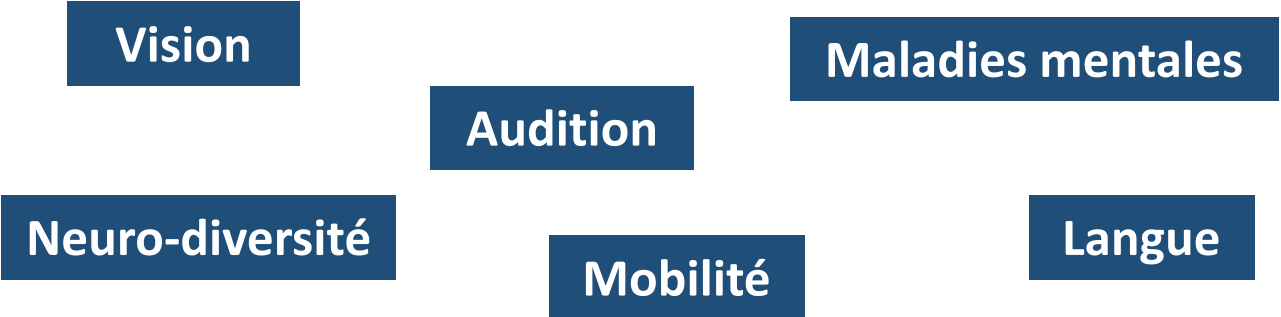 Vision
Maladies mentales
Audition
Neuro-diversité
Langue
Mobilité